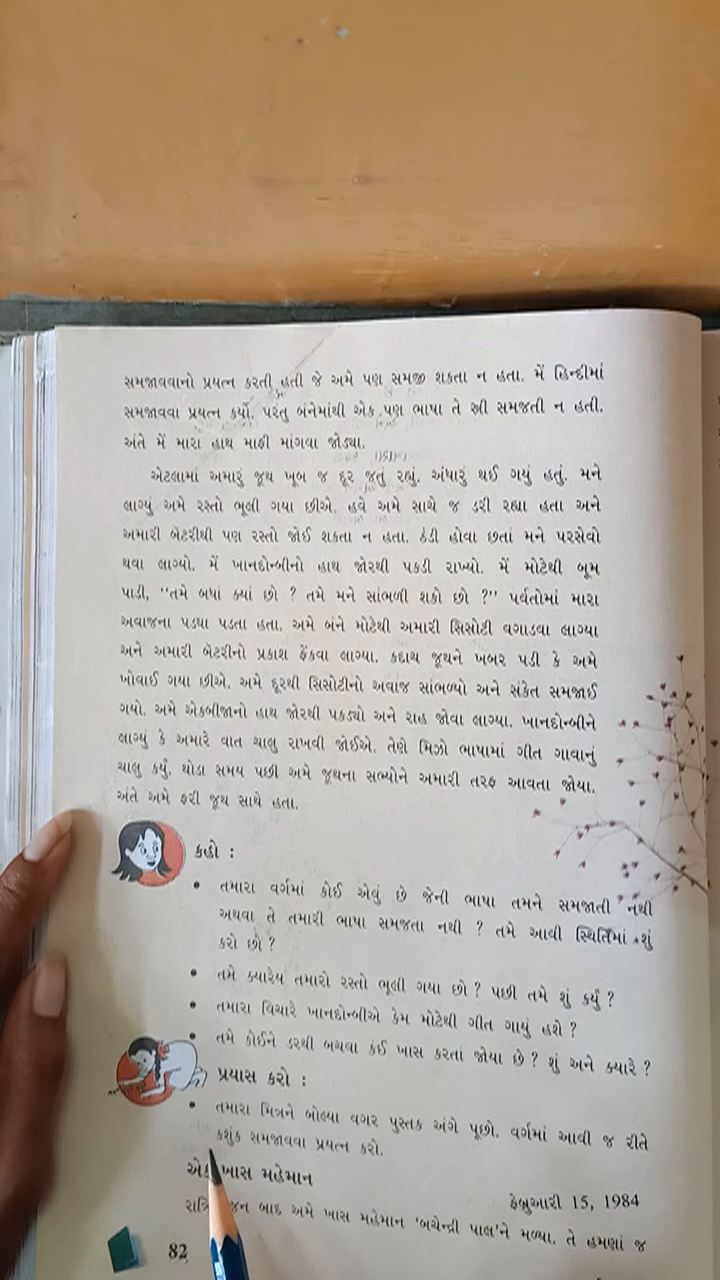 સમજાવવાનો પ્રયત્ન કરતી હતી જે અમે પણ સમજી શકતા ન હતા. મેં હિન્દીમાં
સમજાવવા પ્રયત્ન કર્યો. પરંતુ બંનેમાંથી એક પણ ભાષા તે સ્ત્રી સમજતી ન હતી.
અંતે મેં મારા હાથ માફી માંગવા જોડ્યા.
એટલામાં અમારું જૂથ ખૂબ જ દૂર જતું રહ્યું. અંધારું થઈ ગયું હતું. મને
લાગ્યું અમે રસ્તો ભૂલી ગયા છીએ. હવે અમે સાથે જ ડરી રહ્યા હતા અને
અમારી બેટરીથી પણ રસ્તો જોઈ શકતા ન હતા. ઠંડી હોવા છતાં મને પરસેવો
થવા લાગ્યો. મેં ખાનદોન્બીનો હાથ જોરથી પકડી રાખ્યો. મેં મોટેથી બૂમ
પાડી, “તમે બધાં ક્યાં છો ? તમે મને સાંભળી શકો છો ?” પર્વતોમાં મારા
અવાજના પડઘા પડતા હતા. અમે બંને મોટેથી અમારી સિસોટી વગાડવા લાગ્યા
અને અમારી બૅટરીનો પ્રકાશ ફેંકવા લાગ્યા. કદાચ જૂથને ખબર પડી કે અમે
ખોવાઈ ગયા છીએ. અમે દૂરથી સિસોટીનો અવાજ સાંભળ્યો અને સંકેત સમજાઈ
ગયો. અમે એકબીજાનો હાથ જોરથી પકડ્યો અને રાહ જોવા લાગ્યા. ખાનદોન્બીને
લાગ્યું કે અમારે વાત ચાલુ રાખવી જોઈએ. તેણે મિઝો ભાષામાં ગીત ગાવાનું
ચાલુ કર્યું. થોડા સમય પછી અમે જૂથના સભ્યોને અમારી તરફ આવતા જોયા.
અંતે અમે ફરી જૂથ સાથે હતા.
કહો :
• તમારા વર્ગમાં કોઈ એવું છે જેની ભાષા તમને સમજાતી નથી
અથવા તે તમારી ભાષા સમજતા નથી ? તમે આવી સ્થિતિમાં શું
કરો છો ?
• તમે ક્યારેય તમારો રસ્તો ભૂલી ગયા છો ? પછી તમે શું કર્યું ?
• તમારા વિચારે ખાનદોન્બીએ કેમ મોટેથી ગીત ગાયું હશે ?
• તમે કોઈને ડરથી બચવા કંઈ ખાસ કરતાં જોયા છે ? શું અને ક્યારે ?
પ્રયાસ કરો :
• તમારા મિત્રને બોલ્યા વગર પુસ્તક અંગે પૂછો. વર્ગમાં આવી જ રીતે
કશુંક સમજાવવા પ્રયત્ન કરો.
ખાસ મહેમાન
ફેબ્રુઆરી 15, 1984
બાદ અમે ખાસ મહેમાન ‘બચેન્દ્રી પાલ’ને મળ્યા. તે હમણાં જ
82